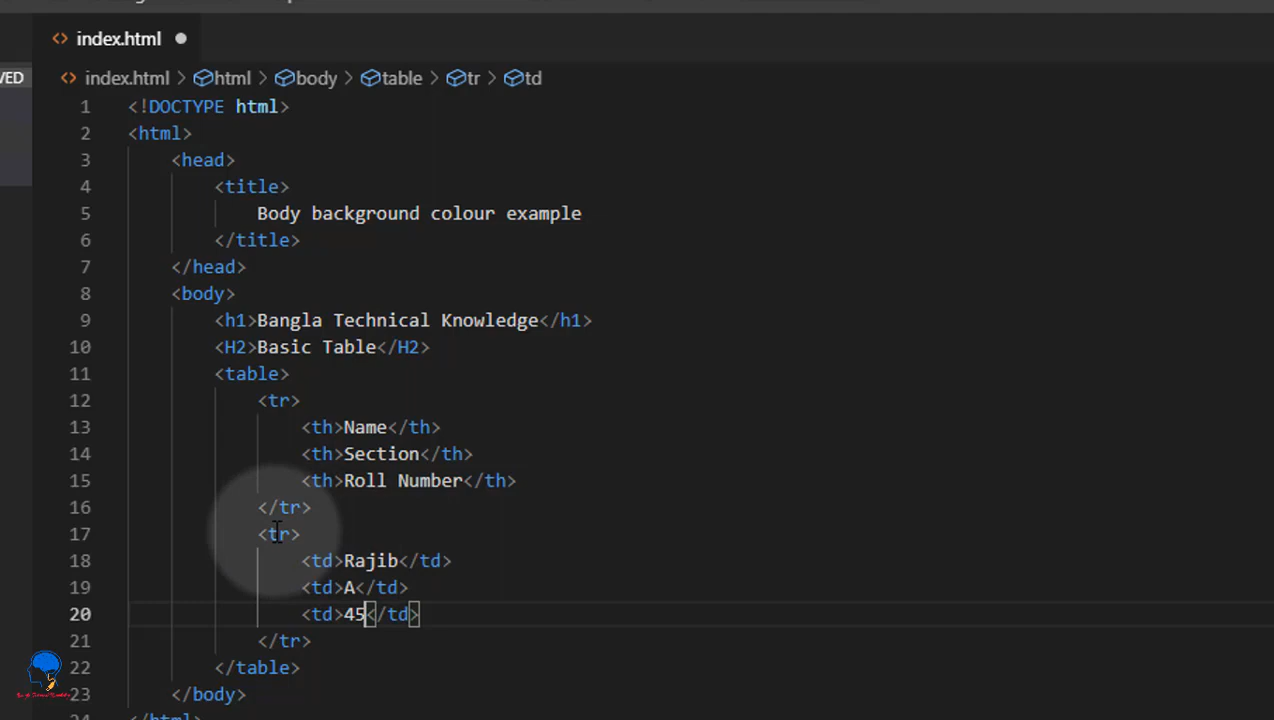 index.html
VED
index.html > html > body > table > tr > td
1 <!DOCTYPE html>
2 <html>
3 <head>
4 <title>
5 Body background colour example
6 </title>
7 </head>
8 <body>
9 <h1>Bangla Technical Knowledge</h1>
10 <H2>Basic Table</H2>
11 <table>
12 <tr>
13 <th>Name</th>
14 <th>Section</th>
15 <th>Roll Number</th>
16 </tr>
17 <tr>
18 <td>Rajib</td>
19 <td>A</td>
20 <td>45</td>
21 </tr>
22 </table>
23 </body>
24 </html>